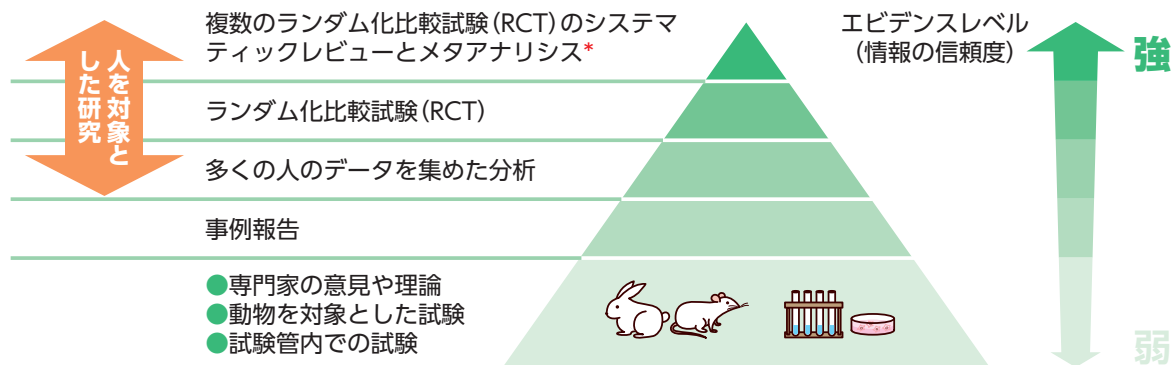 複数のランダム化比較試験(RCT)のシステマ
ティックレビューとメタアナリシス*
ランダム化比較試験(RCT)
多くの人のデータを集めた分析
事例報告
●専門家の意見や理論
●動物を対象とした試験
●試験管内での試験
人を対象と
した研究
エビデンスレベル
(情報の信頼度)
強
弱